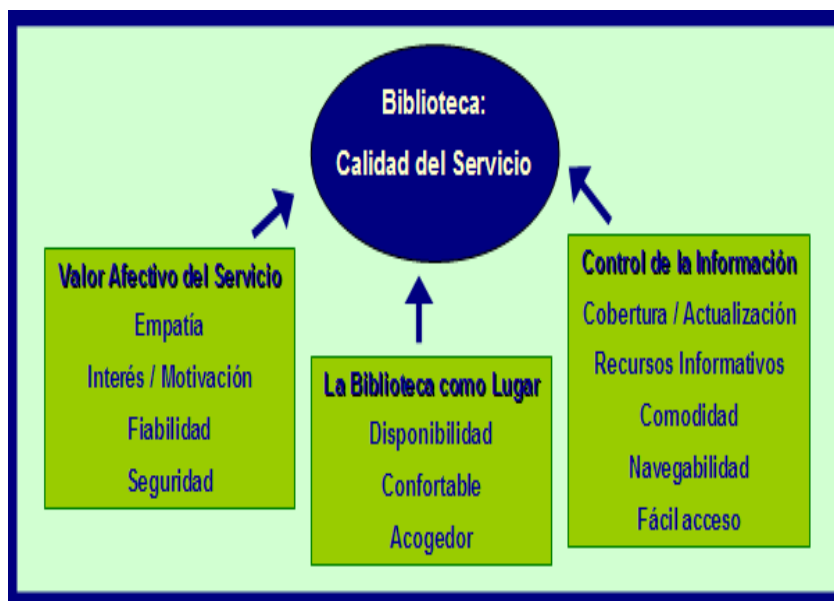 Biblioteca:
Calidad del Servicio
Valor Afectivo del Servicio
Empatía
Interés / Motivación
Fiabilidad
Seguridad
La Biblioteca como Lugar
Disponibilidad
Confortable
Acogedor
Control de la Información
Cobertura / Actualización
Recursos Informativos
Comodidad
Navegabilidad
Fácil acceso